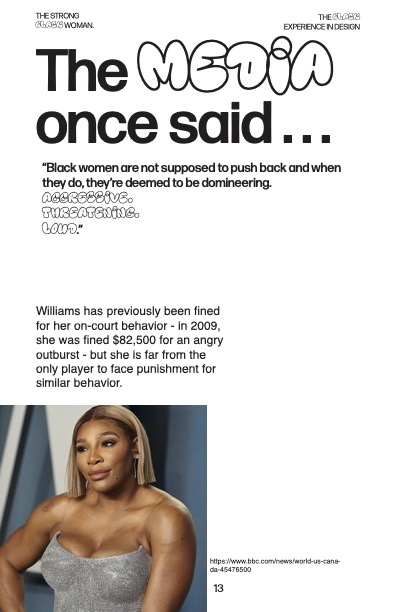 THE STRONG
BLACK WOMAN.
THE BLACK
EXPERIENCE IN DESIGN
The MEDiA
once said...
“Black women are not supposed to push back and when
they do, they’re deemed to be domineering.
AGGRESSIVE.
THREATENiNG.
LOUD.”
Williams has previously been fined
for her on-court behavior - in 2009,
she was fined $82,500 for an angry
outburst - but she is far from the
only player to face punishment for
similar behavior.
https://www.bbc.com/news/world-us-cana-
da-45476500
13